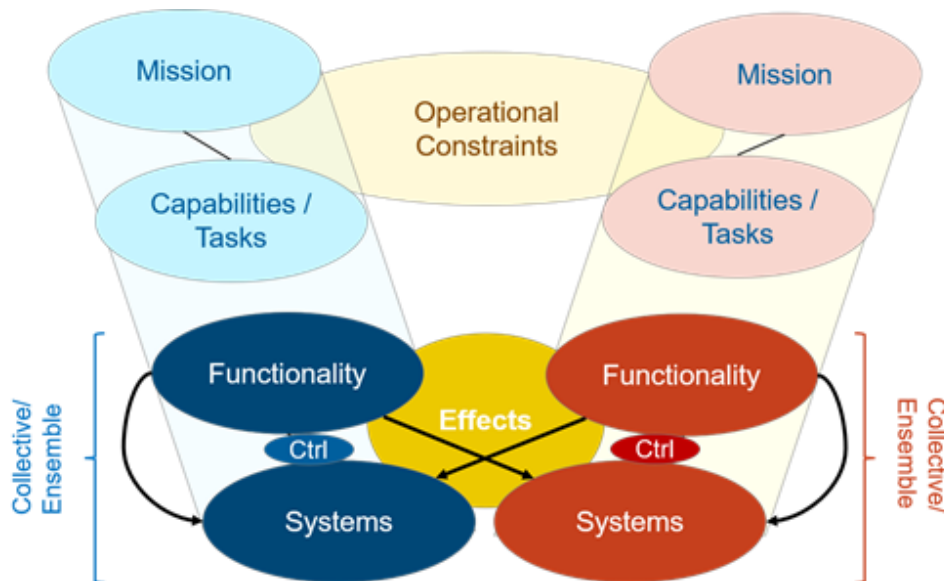 Mission
Mission
Operational
Constraints
Capabilities /
Tasks
Capabilities /
Tasks
Functionality
Functionality
Effects
Ctrl
Ctrl
Systems
Systems
Collective/
Ensemble
Collective/
Ensemble